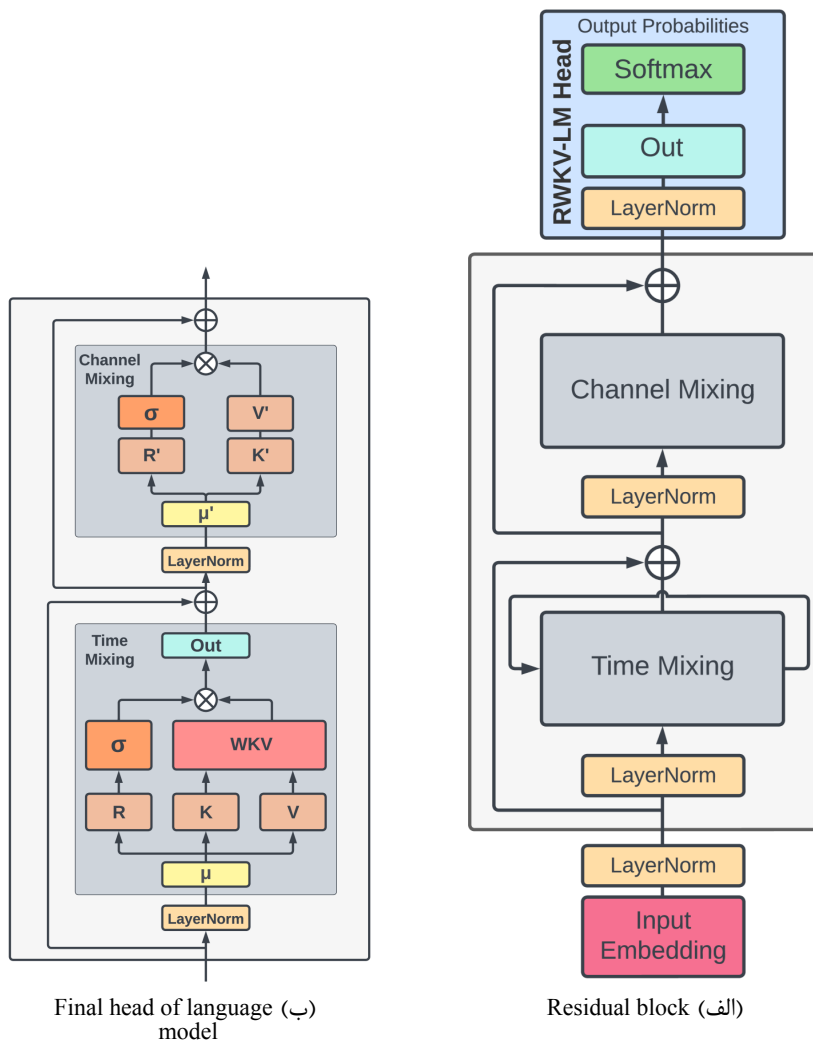 Output Probabilities
Softmax
Out
LayerNorm
RWKV-LM Head
Channel Mixing
LayerNorm
Time Mixing
LayerNorm
LayerNorm
Input
Embedding
Residual block (الف)
Channel
Mixing
σ
V'
R'
K'
μ'
LayerNorm
Time
Mixing
Out
σ
WKV
R
K
V
μ
LayerNorm
Final head of language (ب)
model